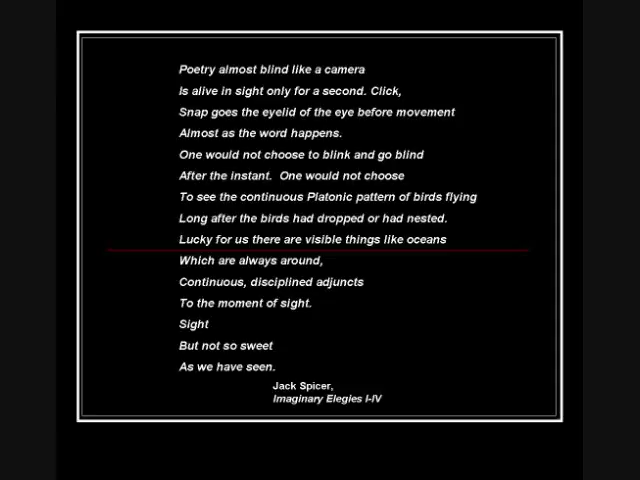 Poetry almost blind like a camera
Is alive in sight only for a second. Click,
Snap goes the eyelid of the eye before movement
Almost as the word happens.
One would not choose to blink and go blind
After the instant.  One would not choose
To see the continuous Platonic pattern of birds flying
Long after the birds had dropped or had nested.
Lucky for us there are visible things like oceans
Which are always around,
Continuous, disciplined adjuncts
To the moment of sight.
Sight
But not so sweet
As we have seen.
Jack Spicer,
Imaginary Elegies I-IV